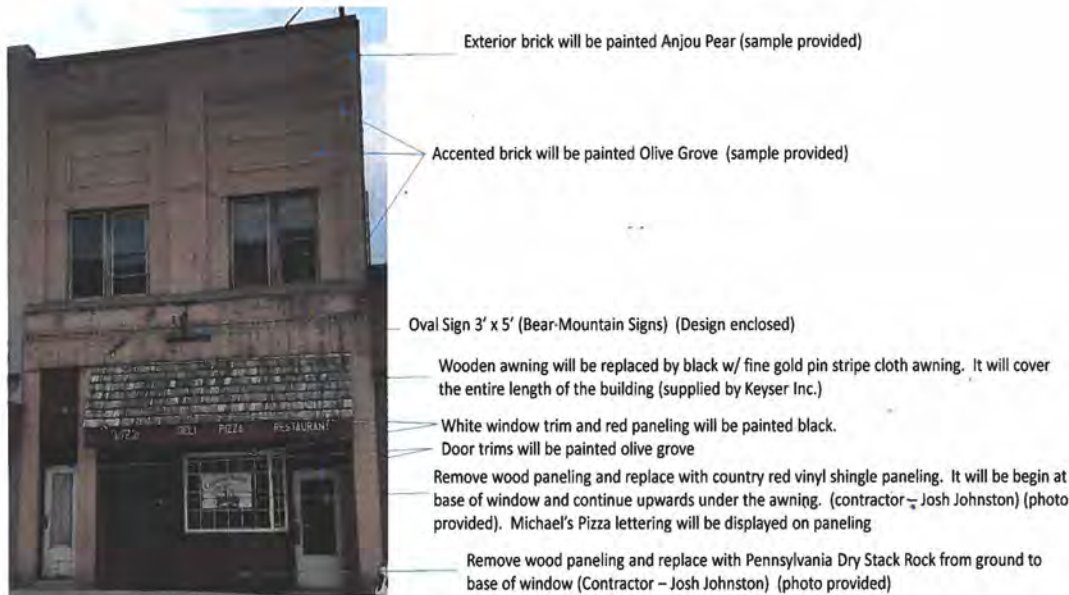 Exterior brick will be painted Anjou Pear (sample provided)
Accented brick will be painted Olive Grove (sample provided)
Oval Sign 3' x 5' (Bear-Mountain Signs) (Design enclosed)
Wooden awning will be replaced by black w/ fine gold pin stripe cloth awning. It will cover
the entire length of the building (supplied by Keyser Inc.)
White window trim and red paneling will be painted black.
Door trims will be painted olive grove
Remove wood paneling and replace with country red vinyl shingle paneling. It will be begin at
base of window and continue upwards under the awning. (contractor – Josh Johnston) (photo
provided). Michael's Pizza lettering will be displayed on paneling
Remove wood paneling and replace with Pennsylvania Dry Stack Rock from ground to
base of window (Contractor – Josh Johnston) (photo provided)
DELI PIZZA RESTAURANT